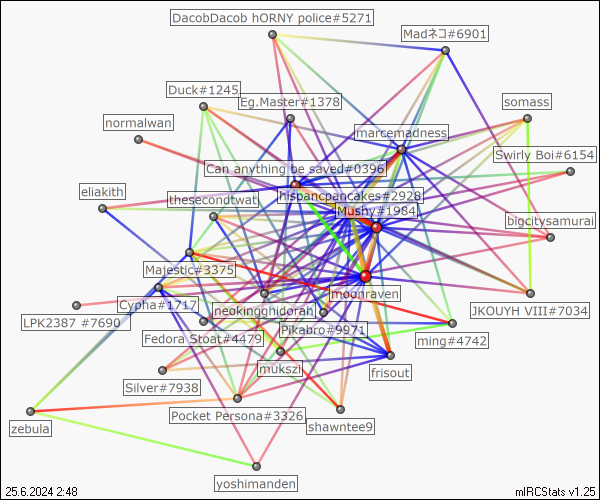 DacobDacob hORNY police#5271
Madネコ#6901
Duck#1245
Eg.Master#1378
somass
normalwan
marcemadness
Swirly Boi#6154
Can anything be saved#0396
eliakith
thesecondtwat
hispancpancakes#2928
Mushy#1984
bigcitysamurai
Majestic#3375
moonraven
Cypha#1717
neokingghidorah
JKOUYH VIII#7034
LPK2387 #7690
Pikabro#9971
Fedora Stoat#4479
ming#4742
mukszi
frisout
Silver#7938
Pocket Persona#3326
shawntee9
zebula
yoshimanden
25.6.2024 2:48
mIRCStats v1.25